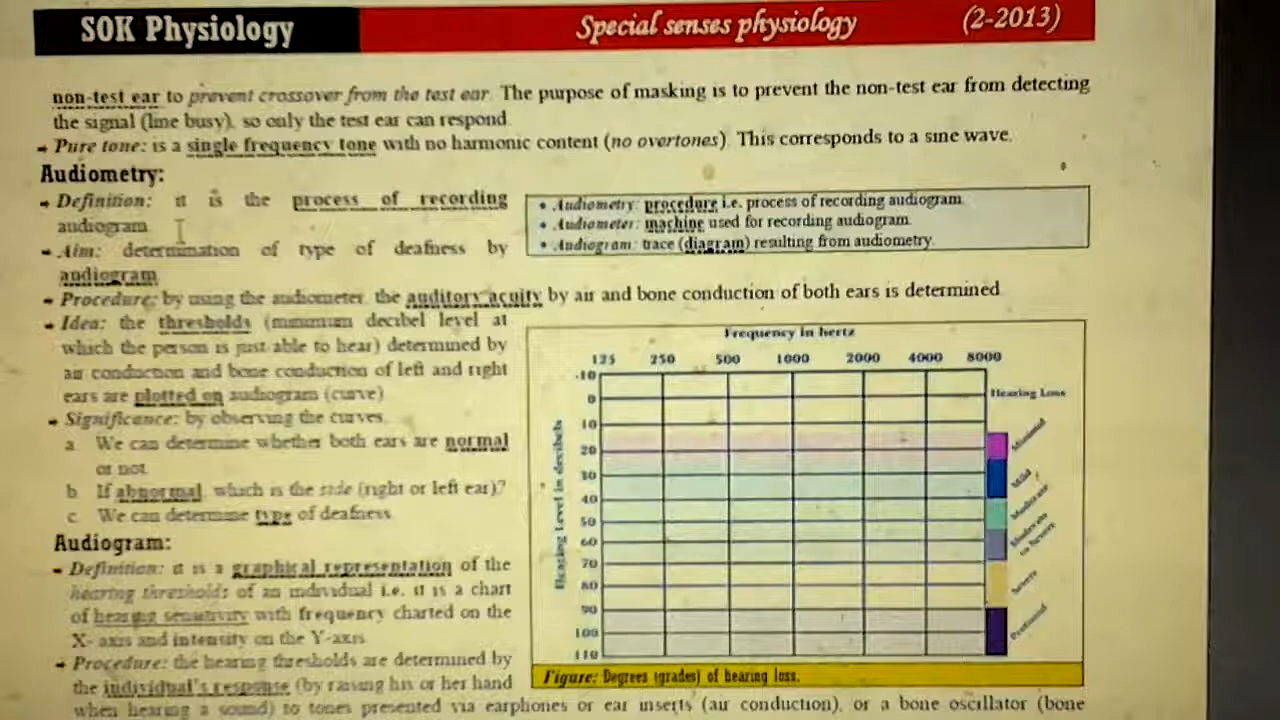 SOK Physiology
Special senses physiology
(2-2013)
non-test ear to prevent crossover from the test ear. The purpose of masking is to prevent the non-test ear from detecting
the signal (line busy), so only the test ear can respond
Pure tone: is a single frequency tone with no harmonic content (no overtones). This corresponds to a sine wave.
Audiometry:
Definition: it is the process of recording
audiogram
Aim: determination of type of deafness by
audiogram
• Audiometry: procedure i.e. process of recording audiogram.
• Audiometer: machine used for recording audiogram.
• Audiogram: trace (diagram) resulting from audiometry.
Procedure: by using the audiometer, the auditory acuity by air and bone conduction of both ears is determined
Idea: the thresholds (minimum decibel level at
which the person is just able to hear) determined by
air conduction and bone conduction of left and right
ears are plotted on audiogram (curve)
Significance: by observing the curves.
a. We can determine whether both ears are normal
or not
b. If abnormal, which is the side (right or left ear)?
c. We can determine type of deafness
Audiogram:
Definition: it is a graphical representation of the
hearing thresholds of an individual i.e. it is a chart
of hearing sensitivity with frequency charted on the
X- axis and intensity on the Y-axis
Procedure: the hearing thresholds are determined by
the individual's response (by raising his or her hand
when hearing a sound) to tones presented via earphones or ear inserts (air conduction), or a bone oscillator (bone
Frequency in hertz
125 250 500 1000 2000 4000 8000
Hearing Level in decibels
-10
0
10
20
30
40
50
60
70
80
90
100
110
Hearing Loss
Minimal
Mild
Moderate
Moderate
to Severe
Severe
Profound
Figure: Degrees (grades) of hearing loss.